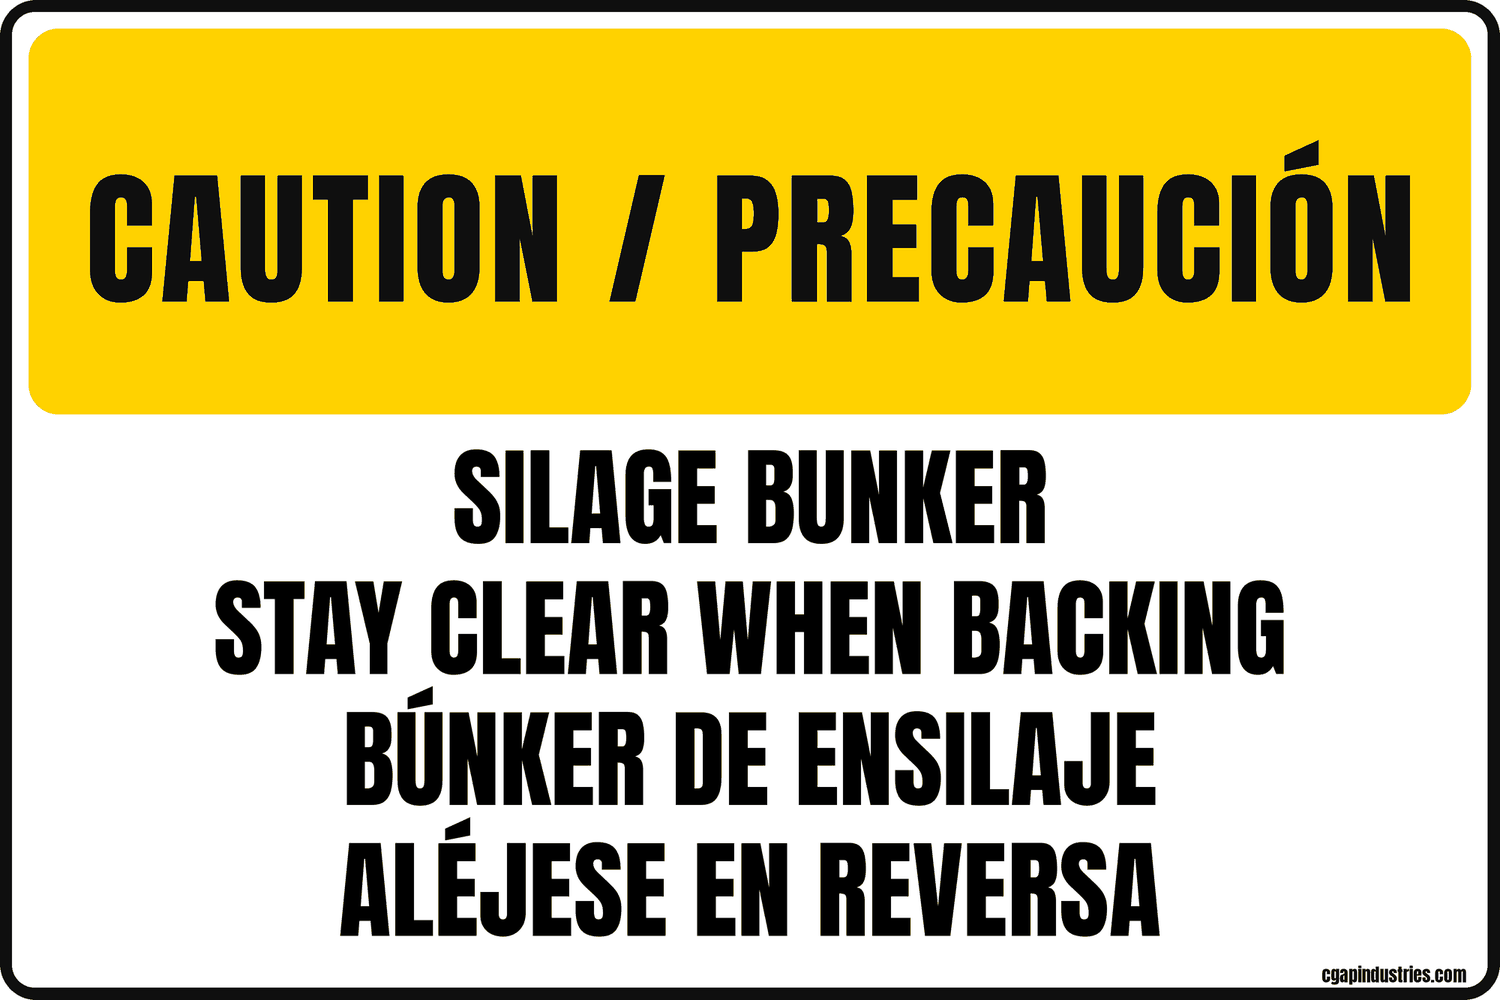 CAUTION / PRECAUCIÓN
SILAGE BUNKER
STAY CLEAR WHEN BACKING
BÚNKER DE ENSILAJE
ALÉJESE EN REVERSA
cgapindustries.com